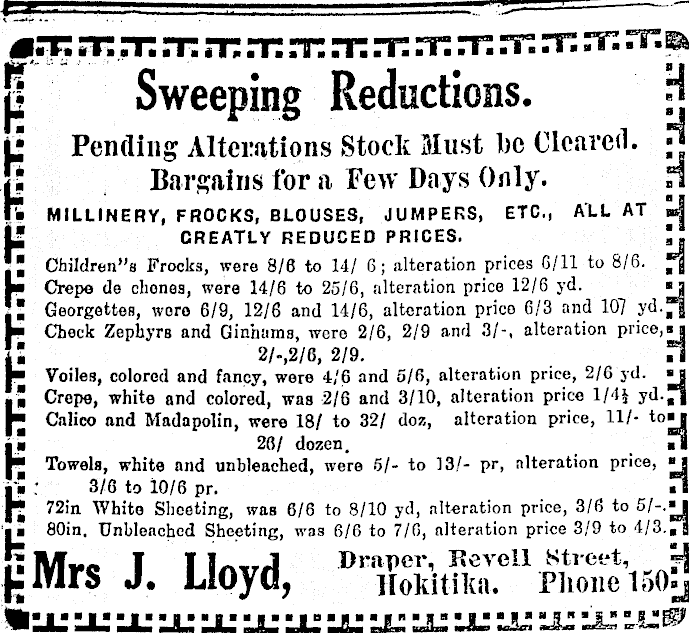 Sweeping Reductions.
Pending Alterations Stock Must be Cleared.
Bargains for a Few Days Only.
MILLINERY, FROCKS, BLOUSES, JUMPERS, ETC., ALL AT
GREATLY REDUCED PRICES.
Children"s Frocks, were 8/6 to 14/ 6; alteration prices 6/11 to 8/6.
Crepe de chenes, were 14/6 to 25/6, alteration price 12/6 yd.
Georgettes, were 6/9, 12/6 and 14/6, alteration price 6/3 and 107 yd.
Check Zephyrs and Ginhams, were 2/6, 2/9 and 3/-, alteration price,
2/-,2/6, 2/9.
Voiles, colored and fancy, were 4/6 and 5/6, alteration price, 2/6 yd.
Crepe, white and colored, was 2/6 and 3/10, alteration price 1/4½ yd.
Calico and Madapolin, were 18/ to 32/ doz, alteration price, 11/- to
26/ dozen.
Towels, white and unbleached, were 5/- to 13/- pr, alteration price,
3/6 to 10/6 pr.
72in White Sheeting, was 6/6 to 8/10 yd, alteration price, 3/6 to 5/-.
80in. Unbleached Sheeting, was 6/6 to 7/6, alteration price 3/9 to 4/3.
Mrs J. Lloyd, Draper, Revell Street,
Hokitika. Phone 150